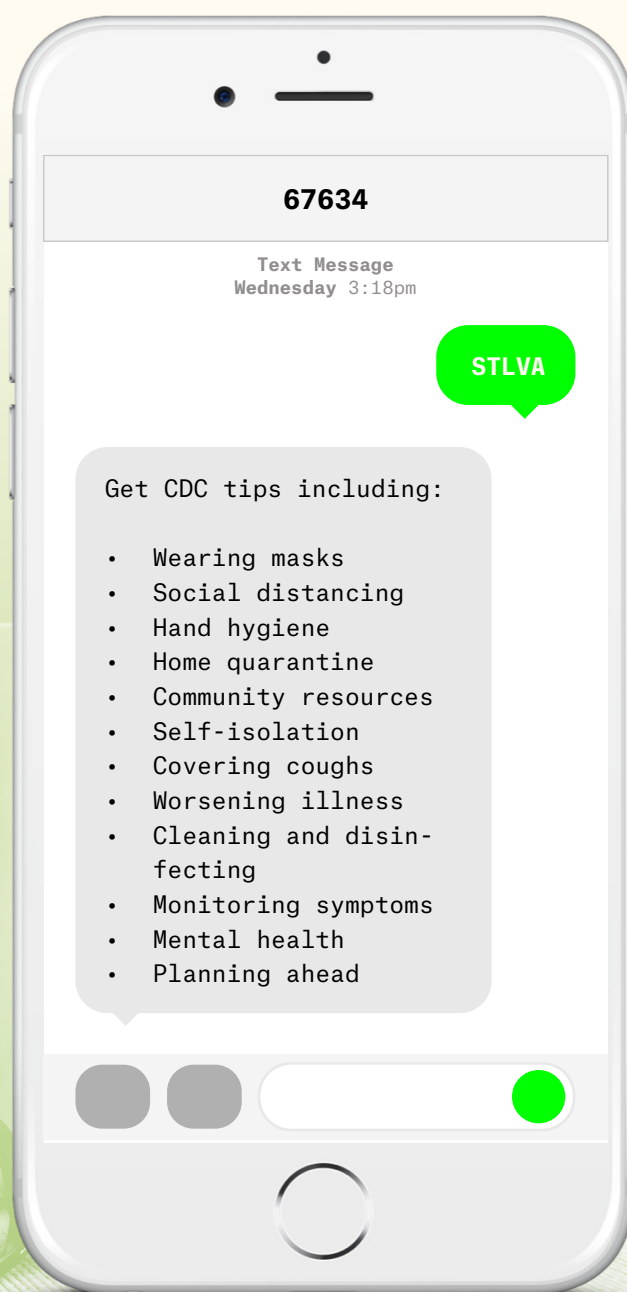 67634
Text Message
Wednesday 3:18pm
STLVA
Get CDC tips including:
• Wearing masks
• Social distancing
• Hand hygiene
• Home quarantine
• Community resources
• Self-isolation
• Covering coughs
• Worsening illness
• Cleaning and disin-
fecting
• Monitoring symptoms
• Mental health
• Planning ahead